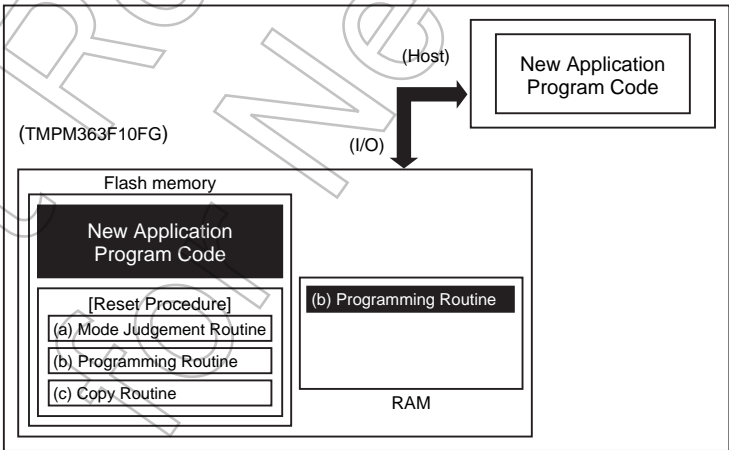 (Host)
New Application
Program Code
(TMPM363F10FG)
(I/O)
Flash memory
New Application
Program Code
[Reset Procedure]
(a) Mode Judgement Routine
(b) Programming Routine
(c) Copy Routine
(b) Programming Routine
RAM